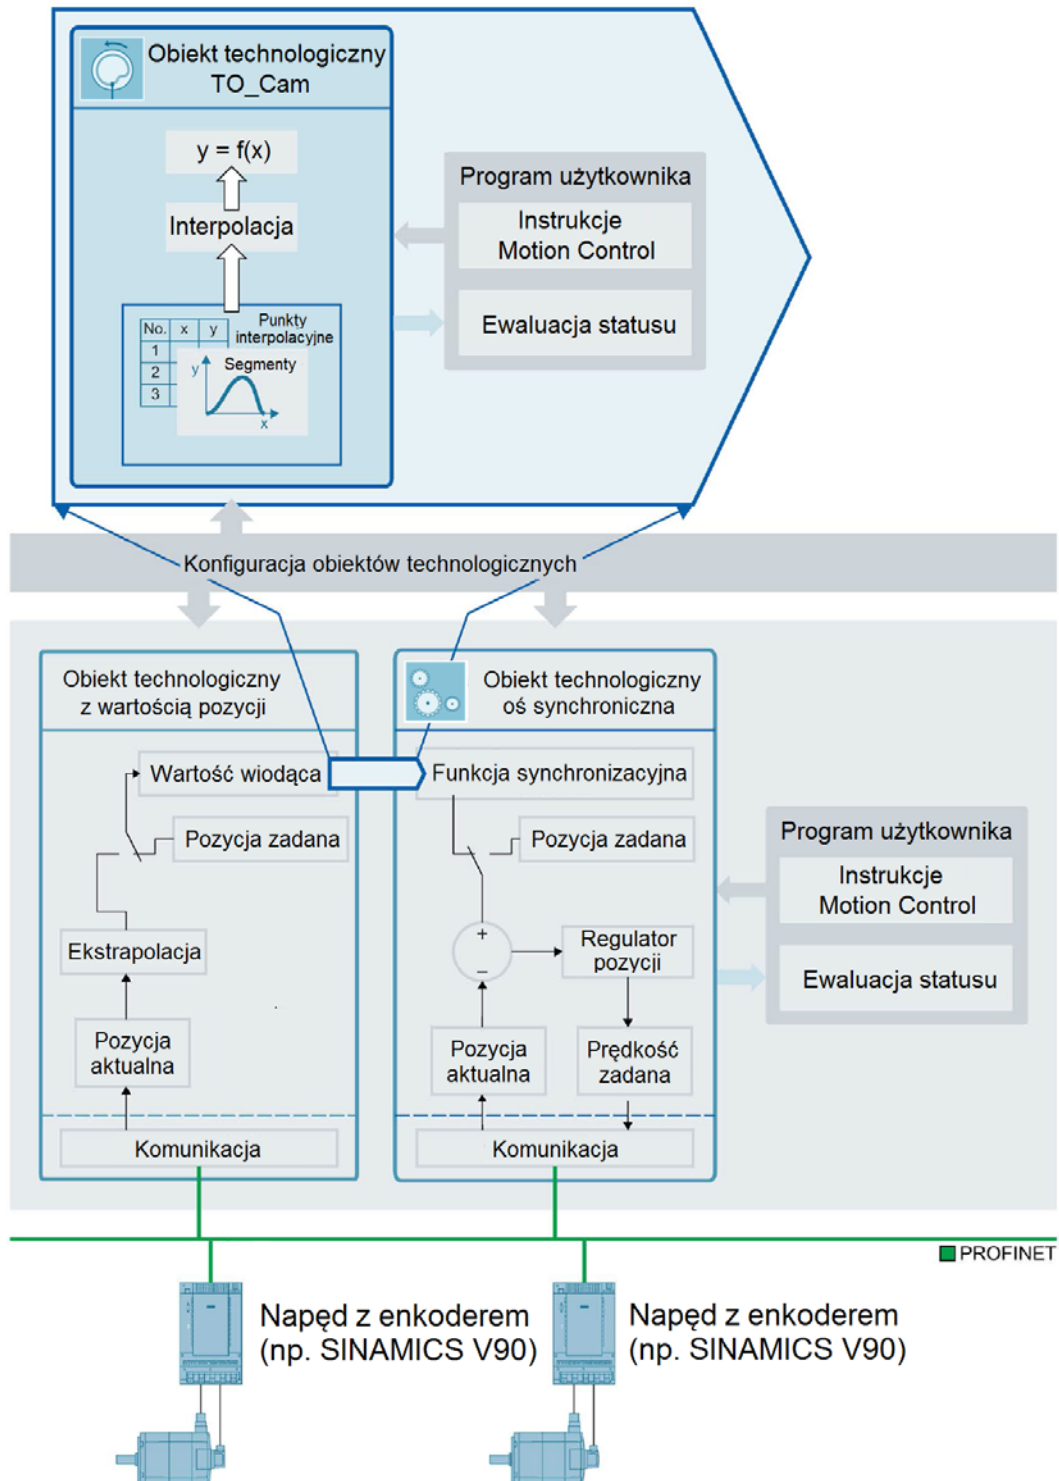 Obiekt technologiczny
TO_Cam
y = f(x)
Interpolacja
Punkty
interpolacyjne
No. x y
1
2
3
Segmenty
y
x
Program użytkownika
Instrukcje
Motion Control
Ewaluacja statusu
Konfiguracja obiektów technologicznych
Obiekt technologiczny
z wartością pozycji
Wartość wiodąca
Pozycja zadana
Ekstrapolacja
Pozycja
aktualna
Komunikacja
Obiekt technologiczny
oś synchroniczna
Funkcja synchronizacyjna
Pozycja zadana
+
–
Regulator
pozycji
Pozycja
aktualna
Prędkość
zadana
Komunikacja
Program użytkownika
Instrukcje
Motion Control
Ewaluacja statusu
PROFINET
Napęd z enkoderem
(np. SINAMICS V90)
Napęd z enkoderem
(np. SINAMICS V90)